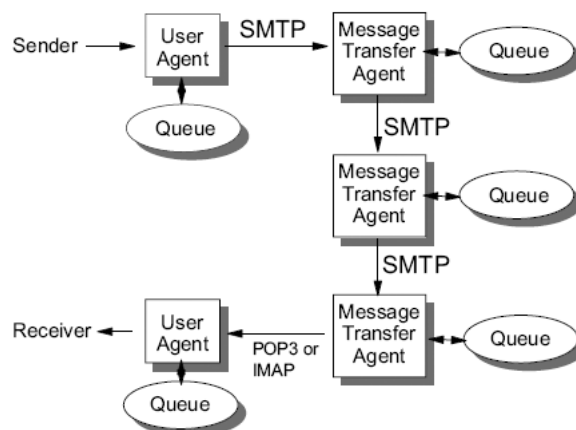 Sender
User
Agent
SMTP
Message
Transfer
Agent
Queue
Queue
SMTP
Message
Transfer
Agent
Queue
SMTP
Receiver
User
Agent
POP3 or
IMAP
Message
Transfer
Agent
Queue
Queue